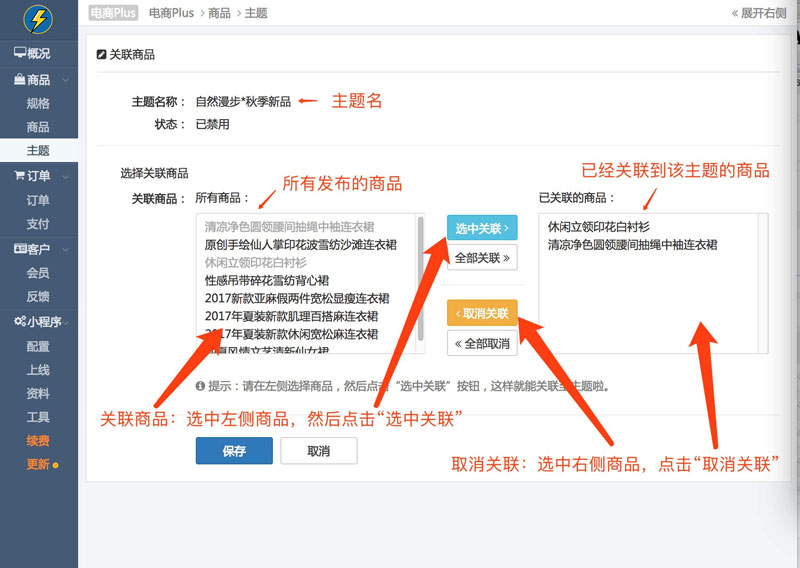 电商Plus 电商Plus > 商品 > 主题
« 展开右侧
概况
商品
规格
商品
主题
订单
订单
支付
客户
会员
反馈
小程序
配置
上线
资料
工具
续费
更新
关联商品
主题名称： 自然漫步*秋季新品
主题名
状态： 已禁用
选择关联商品
关联商品： 所有商品：
所有发布的商品
清凉净色圆领腰间抽绳中袖连衣裙
原创手绘仙人掌印花波雪纺沙滩连衣裙
休闲立领印花白衬衫
性感吊带碎花雪纺背心裙
2017新款亚麻假两件宽松显瘦连衣裙
2017年夏装新款肌理百搭麻连衣裙
2017年夏装新款休闲宽松麻连衣裙
选中关联 >
全部关联 »
< 取消关联
« 全部取消
已经关联到该主题的商品
已关联的商品：
休闲立领印花白衬衫
清凉净色圆领腰间抽绳中袖连衣裙
提示：请在左侧选择商品，然后点击“选中关联”按钮，这样就能关联至主题啦。
关联商品：选中左侧商品，然后点击“选中关联”
取消关联：选中右侧商品，点击“取消关联”
保存
取消